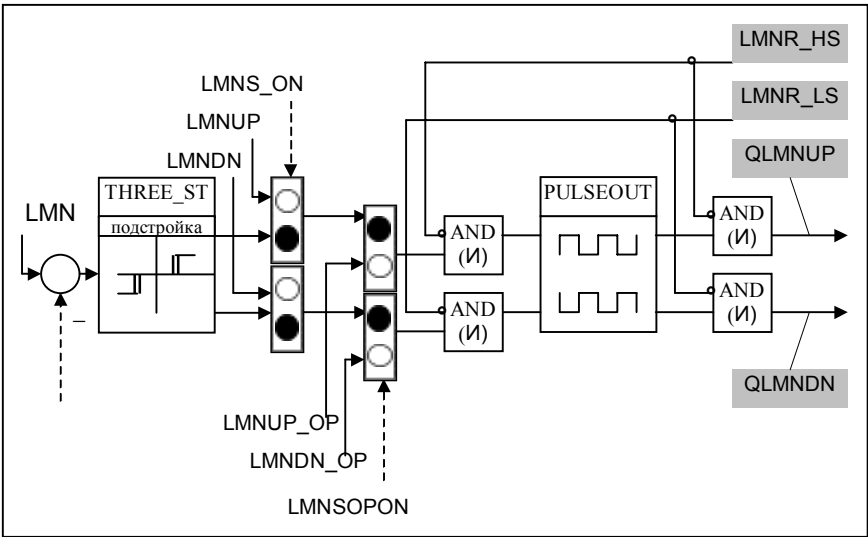 LMNR_HS
LMNS_ON
LMNR_LS
LMNUP
LMNDN
QLMNUP
THREE_ST
PULSEOUT
LMN
подстройка
AND
(И)
AND
(И)
AND
(И)
AND
(И)
–
QLMNDN
LMNUP_OP
LMNDN_OP
LMNSOPON